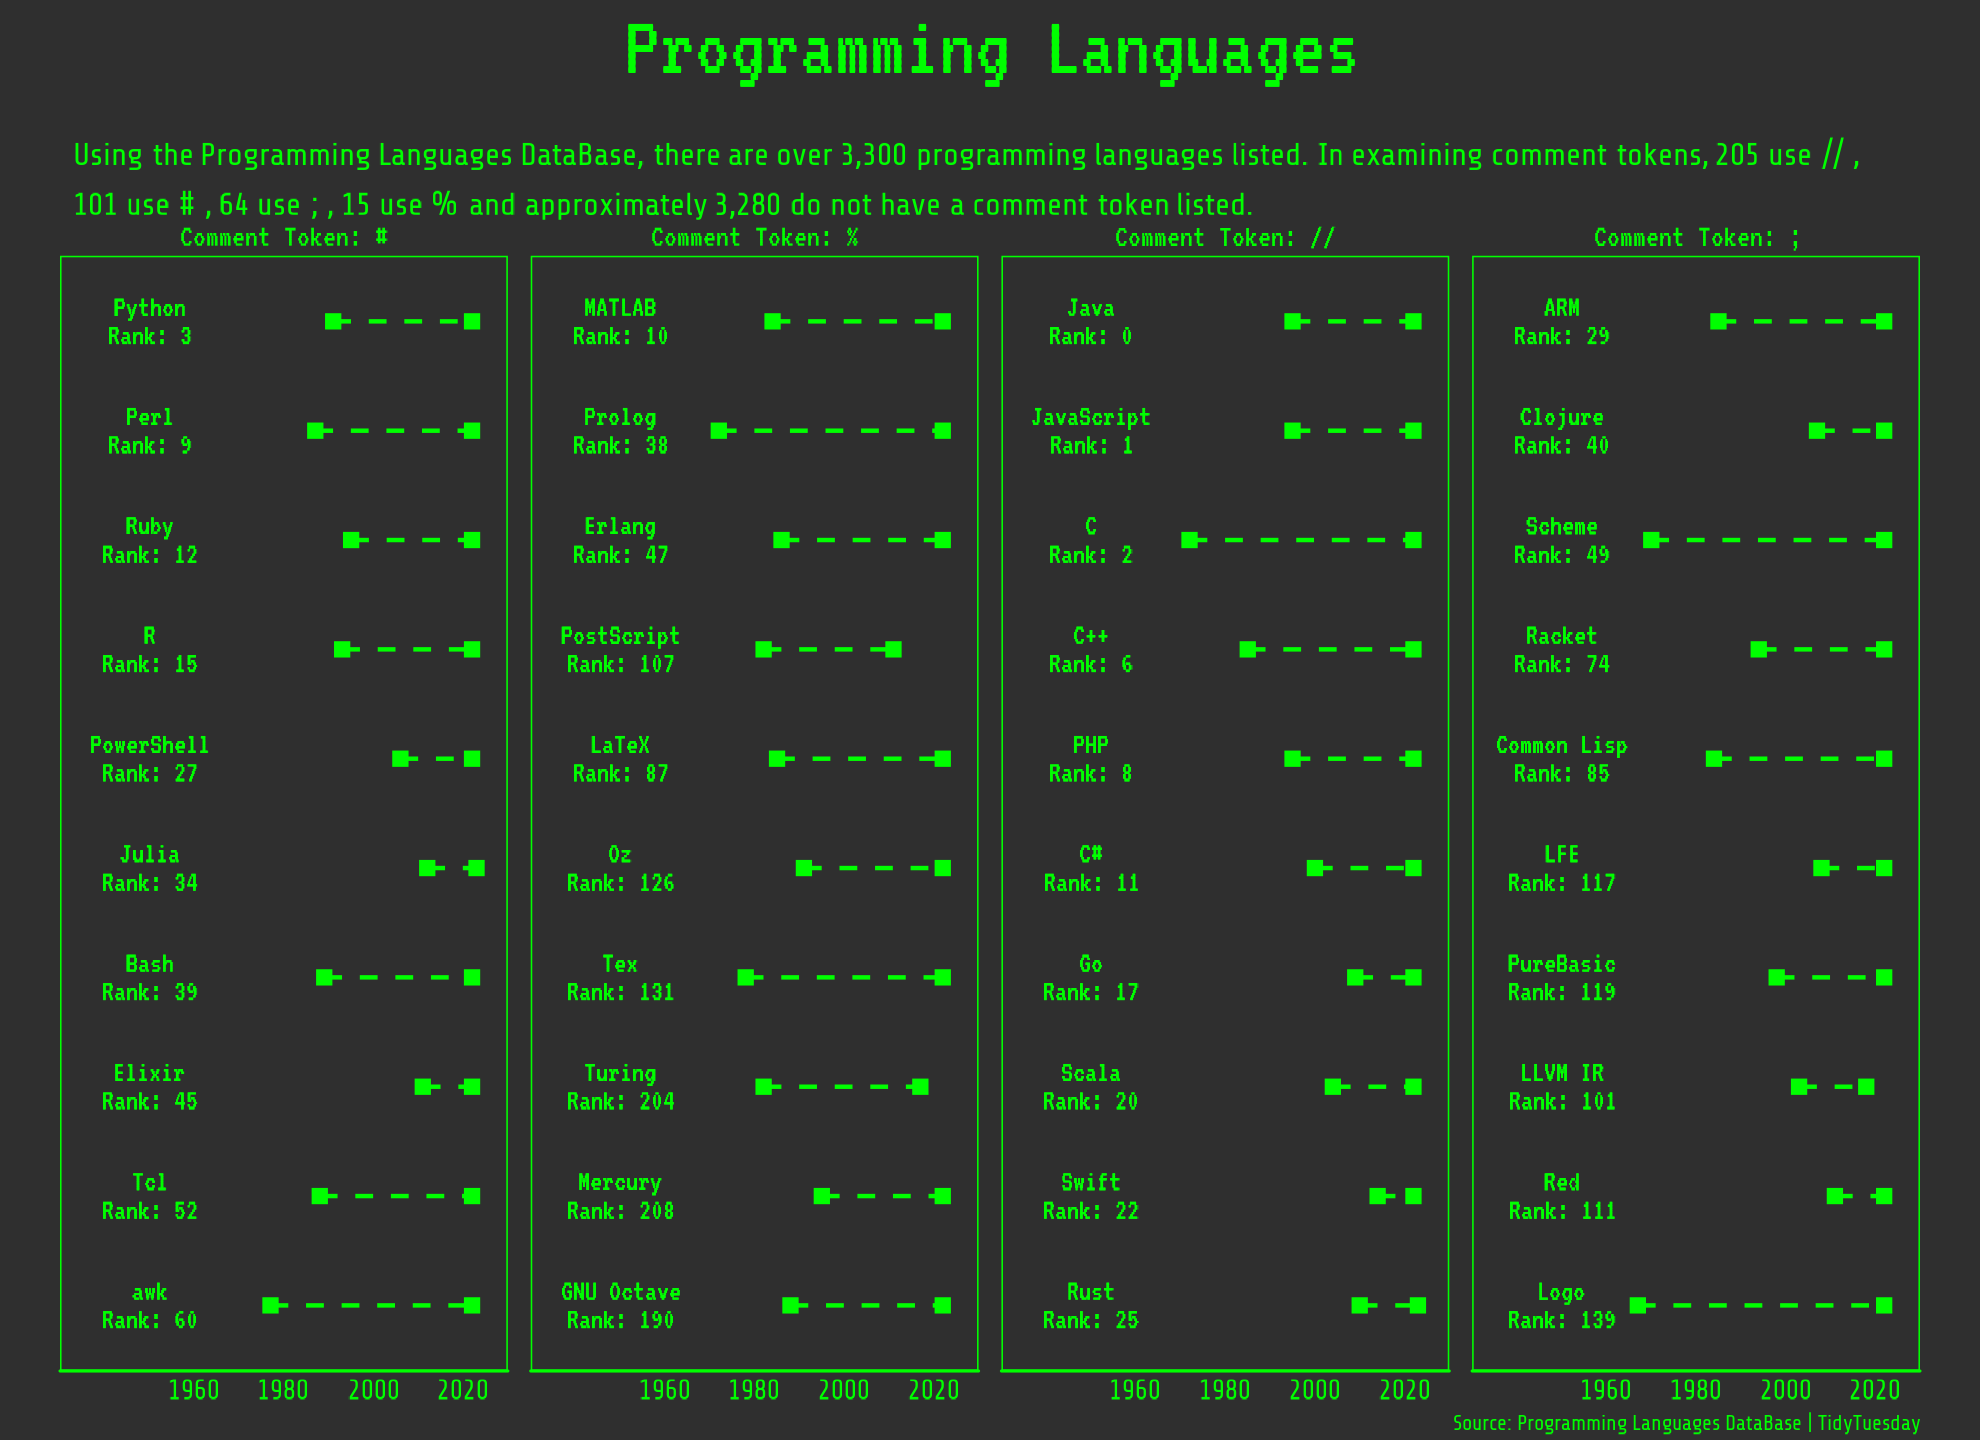 Programming Languages
Using the Programming Languages DataBase, there are over 3,300 programming languages listed. In examining comment tokens, 205 use // ,
101 use # , 64 use ; , 15 use % and approximately 3,280 do not have a comment token listed.
Comment Token: #
Python
Rank: 3
Perl
Rank: 9
Ruby
Rank: 12
R
Rank: 15
PowerShell
Rank: 27
Julia
Rank: 34
Bash
Rank: 39
Elixir
Rank: 45
Tcl
Rank: 52
awk
Rank: 60
1960 1980 2000 2020
Comment Token: %
MATLAB
Rank: 10
Prolog
Rank: 38
Erlang
Rank: 47
PostScript
Rank: 107
LaTeX
Rank: 87
Oz
Rank: 126
Tex
Rank: 131
Turing
Rank: 204
Mercury
Rank: 208
GNU Octave
Rank: 190
1960 1980 2000 2020
Comment Token: //
Java
Rank: 0
JavaScript
Rank: 1
C
Rank: 2
C++
Rank: 6
PHP
Rank: 8
C#
Rank: 11
Go
Rank: 17
Scala
Rank: 20
Swift
Rank: 22
Rust
Rank: 25
1960 1980 2000 2020
Comment Token: ;
ARM
Rank: 29
Clojure
Rank: 40
Scheme
Rank: 49
Racket
Rank: 74
Common Lisp
Rank: 85
LFE
Rank: 117
PureBasic
Rank: 119
LLVM IR
Rank: 101
Red
Rank: 111
Logo
Rank: 139
1960 1980 2000 2020
Source: Programming Languages DataBase | TidyTuesday